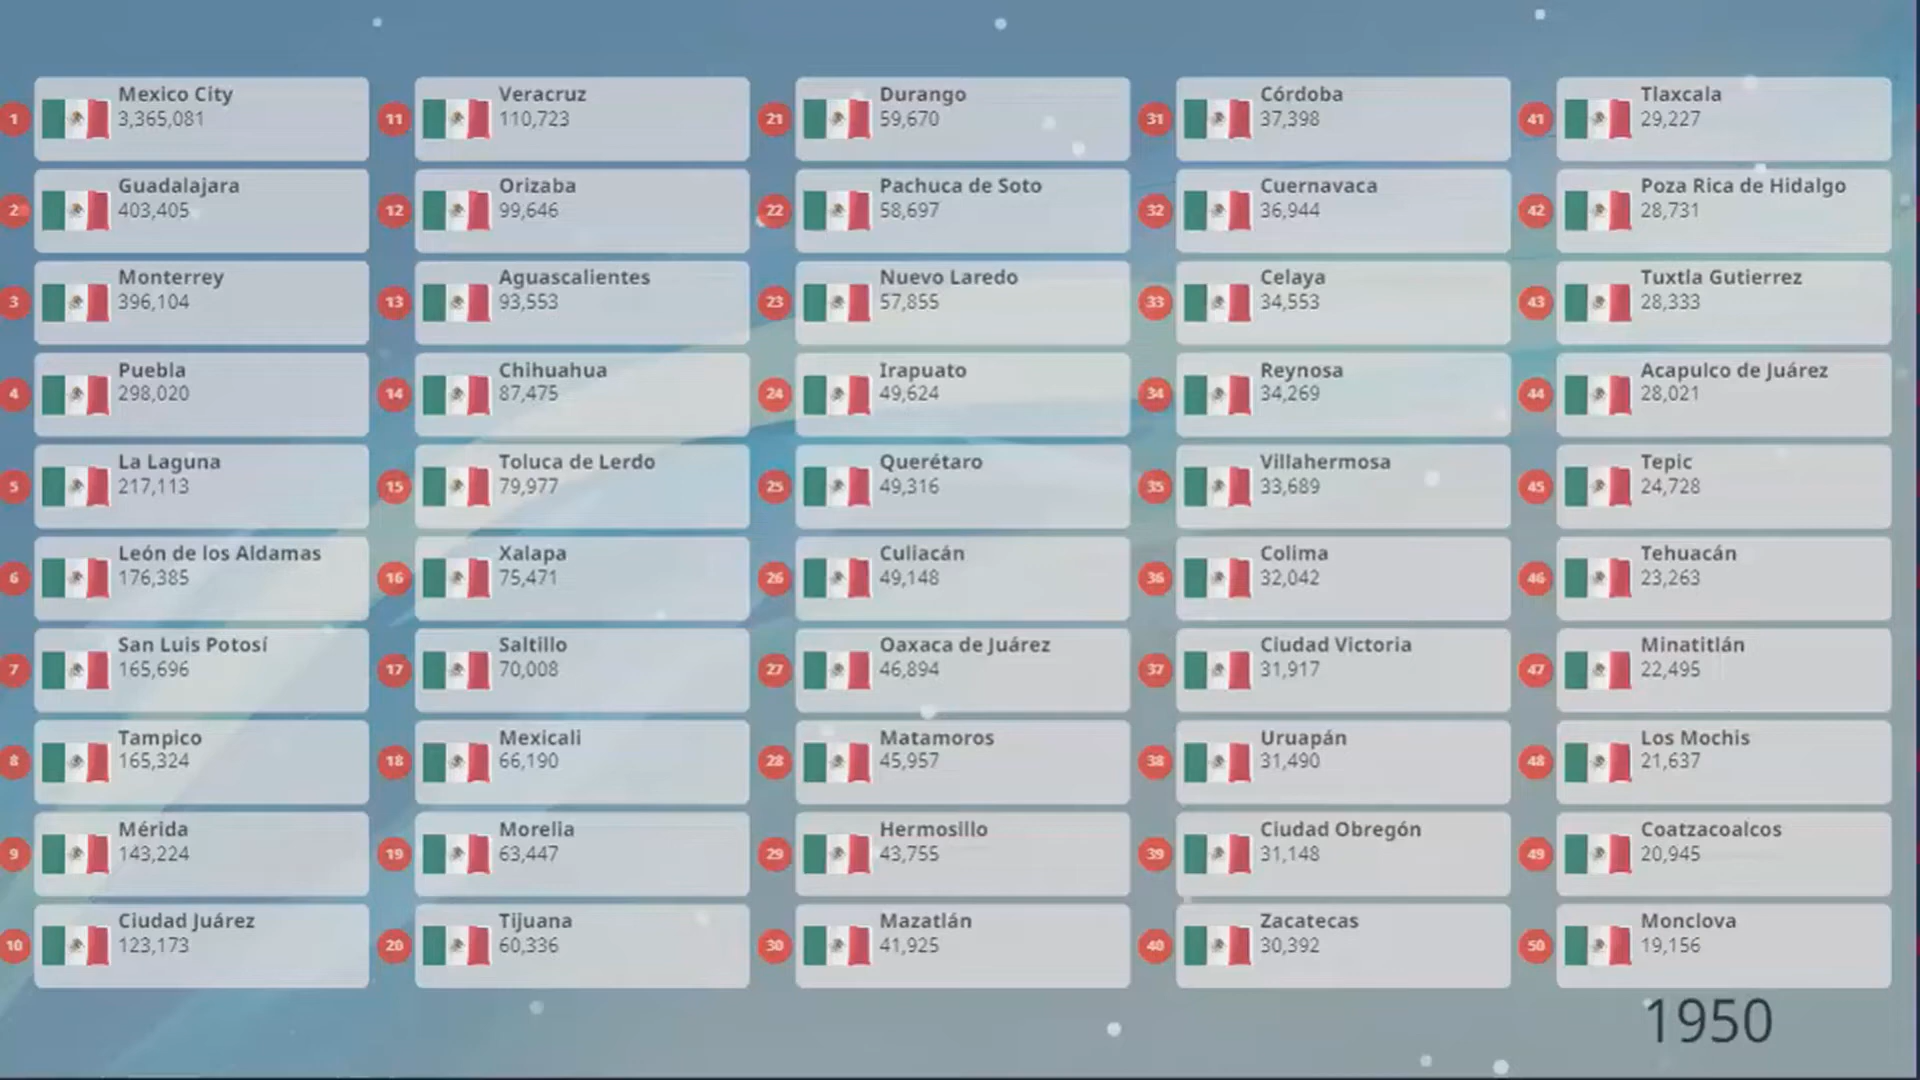 1
Mexico City
3,365,081
2
Guadalajara
403,405
3
Monterrey
396,104
4
Puebla
298,020
5
La Laguna
217,113
6
León de los Aldamas
176,385
7
San Luis Potosí
165,696
8
Tampico
165,324
9
Mérida
143,224
10
Ciudad Juárez
123,173
11
Veracruz
110,723
12
Orizaba
99,646
13
Aguascalientes
93,553
14
Chihuahua
87,475
15
Toluca de Lerdo
79,977
16
Xalapa
75,471
17
Saltillo
70,008
18
Mexicali
66,190
19
Morelia
63,447
20
Tijuana
60,336
21
Durango
59,670
22
Pachuca de Soto
58,697
23
Nuevo Laredo
57,855
24
Irapuato
49,624
25
Querétaro
49,316
26
Culiacán
49,148
27
Oaxaca de Juárez
46,894
28
Matamoros
45,957
29
Hermosillo
43,755
30
Mazatlán
41,925
31
Córdoba
37,398
32
Cuernavaca
36,944
33
Celaya
34,553
34
Reynosa
34,269
35
Villahermosa
33,689
36
Colima
32,042
37
Ciudad Victoria
31,917
38
Uruapán
31,490
39
Ciudad Obregón
31,148
40
Zacatecas
30,392
41
Tlaxcala
29,227
42
Poza Rica de Hidalgo
28,731
43
Tuxtla Gutierrez
28,333
44
Acapulco de Juárez
28,021
45
Tepic
24,728
46
Tehuacán
23,263
47
Minatitlán
22,495
48
Los Mochis
21,637
49
Coatzacoalcos
20,945
50
Monclova
19,156
1950